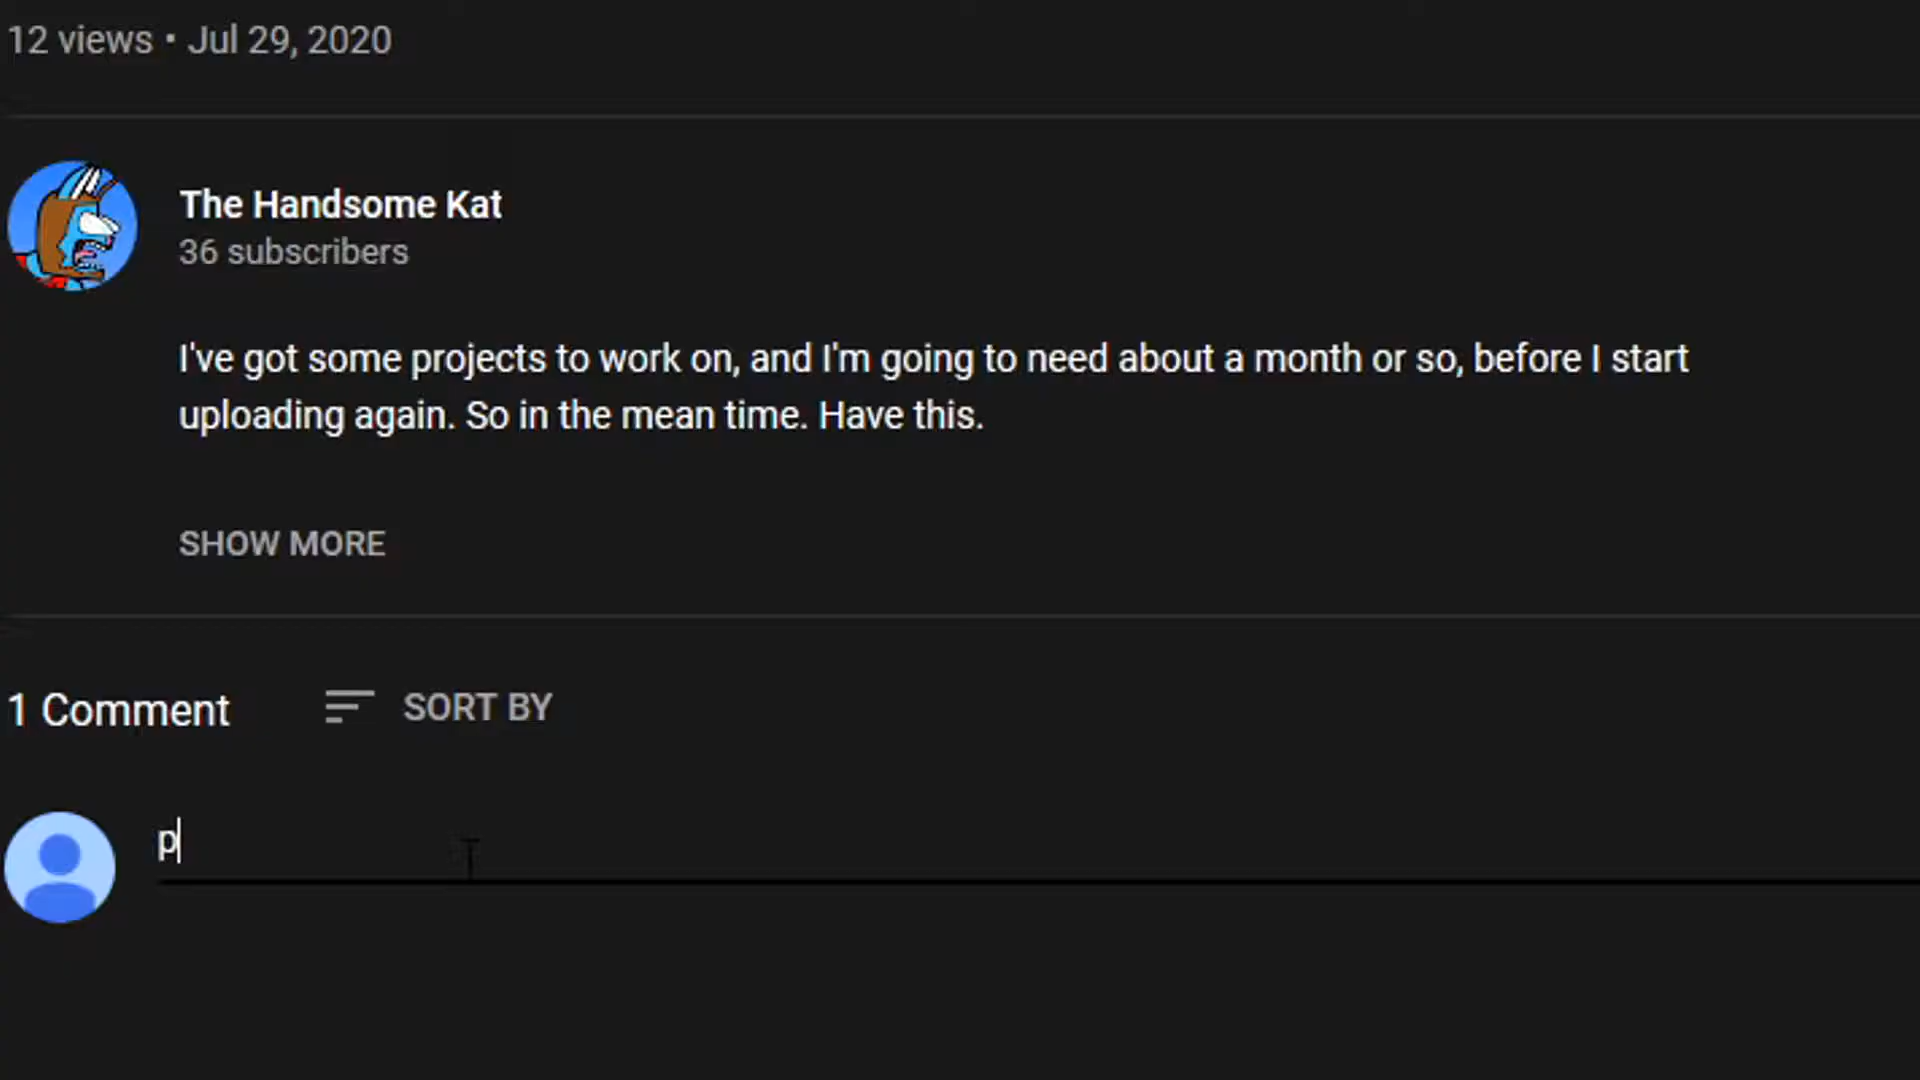 12 views • Jul 29, 2020
The Handsome Kat
36 subscribers
I've got some projects to work on, and I'm going to need about a month or so, before I start
uploading again. So in the mean time. Have this.
SHOW MORE
1 Comment SORT BY
p